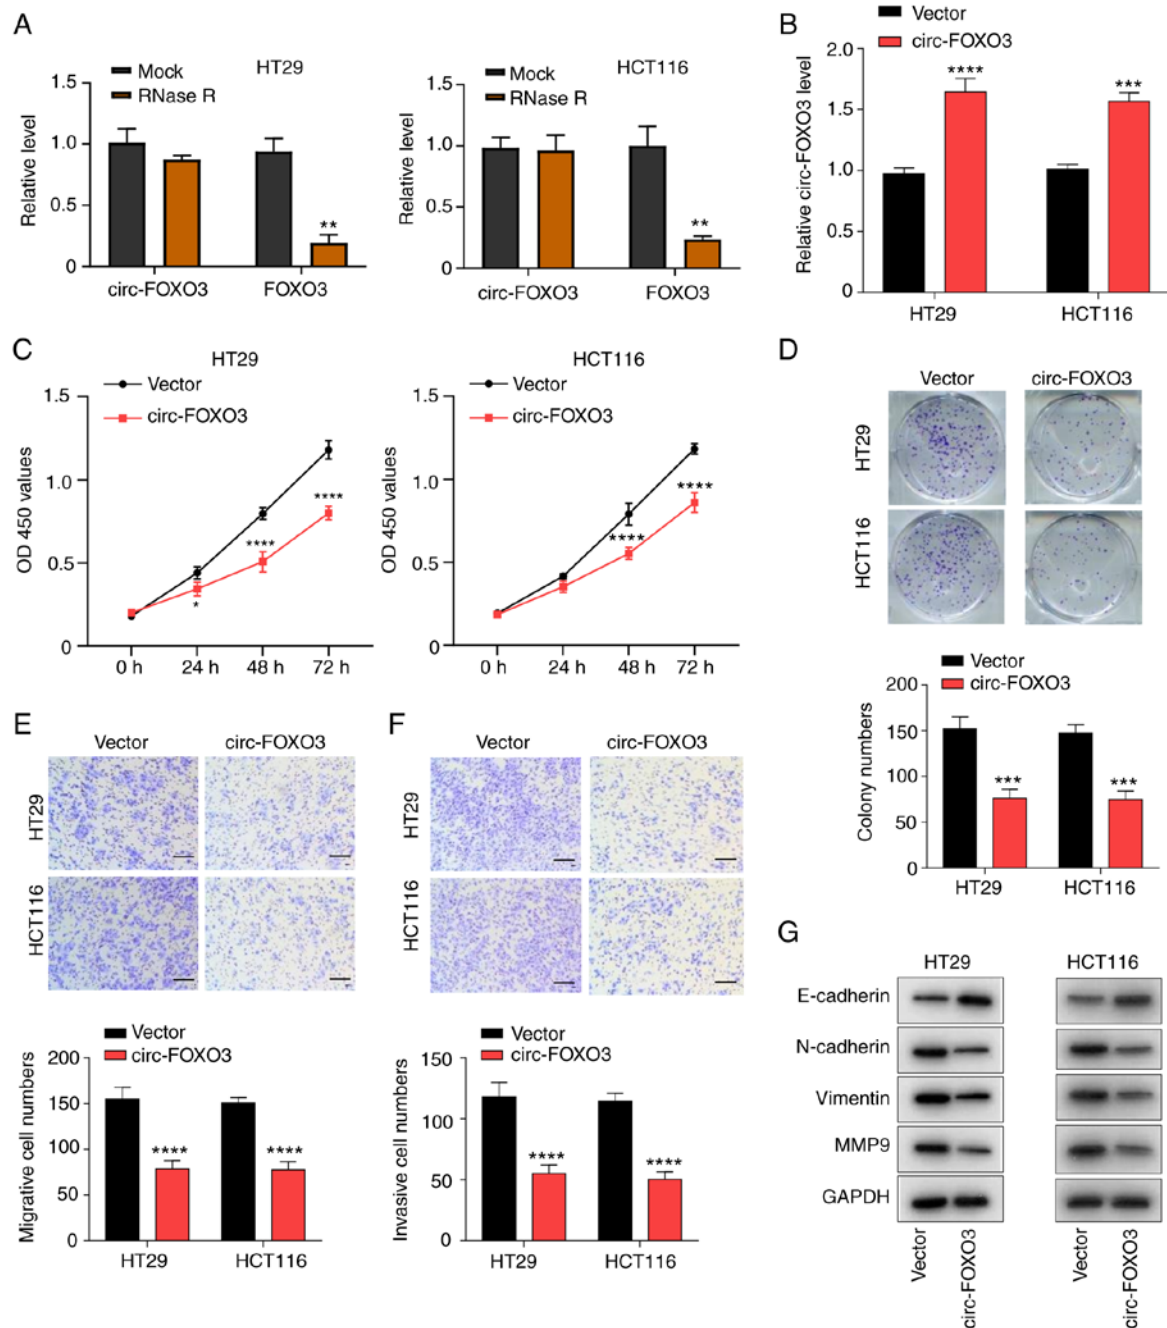 A
HT29
Mock
RNase R
Relative level
1.5
1.0
0.5
0
**
circ-FOXO3
FOXO3
HCT116
Mock
RNase R
Relative level
1.5
1.0
0.5
0
**
circ-FOXO3
FOXO3
B
Vector
circ-FOXO3
Relative circ-FOXO3 level
2.0
1.5
1.0
0.5
0
****
***
HT29
HCT116
C
HT29
Vector
circ-FOXO3
OD 450 values
1.5
1.0
0.5
0
*
****
****
0 h
24 h
48 h
72 h
HCT116
Vector
circ-FOXO3
OD 450 values
1.5
1.0
0.5
0
****
****
0 h
24 h
48 h
72 h
D
Vector
circ-FOXO3
HT29
HCT116
Vector
circ-FOXO3
Colony numbers
200
150
100
50
0
***
***
HT29
HCT116
E
Vector
circ-FOXO3
HT29
HCT116
Vector
circ-FOXO3
Migrative cell numbers
200
150
100
50
0
****
****
HT29
HCT116
F
Vector
circ-FOXO3
HT29
HCT116
Vector
circ-FOXO3
Invasive cell numbers
150
100
50
0
****
****
HT29
HCT116
G
HT29
HCT116
E-cadherin
N-cadherin
Vimentin
MMP9
GAPDH
Vector
circ-FOXO3
Vector
circ-FOXO3